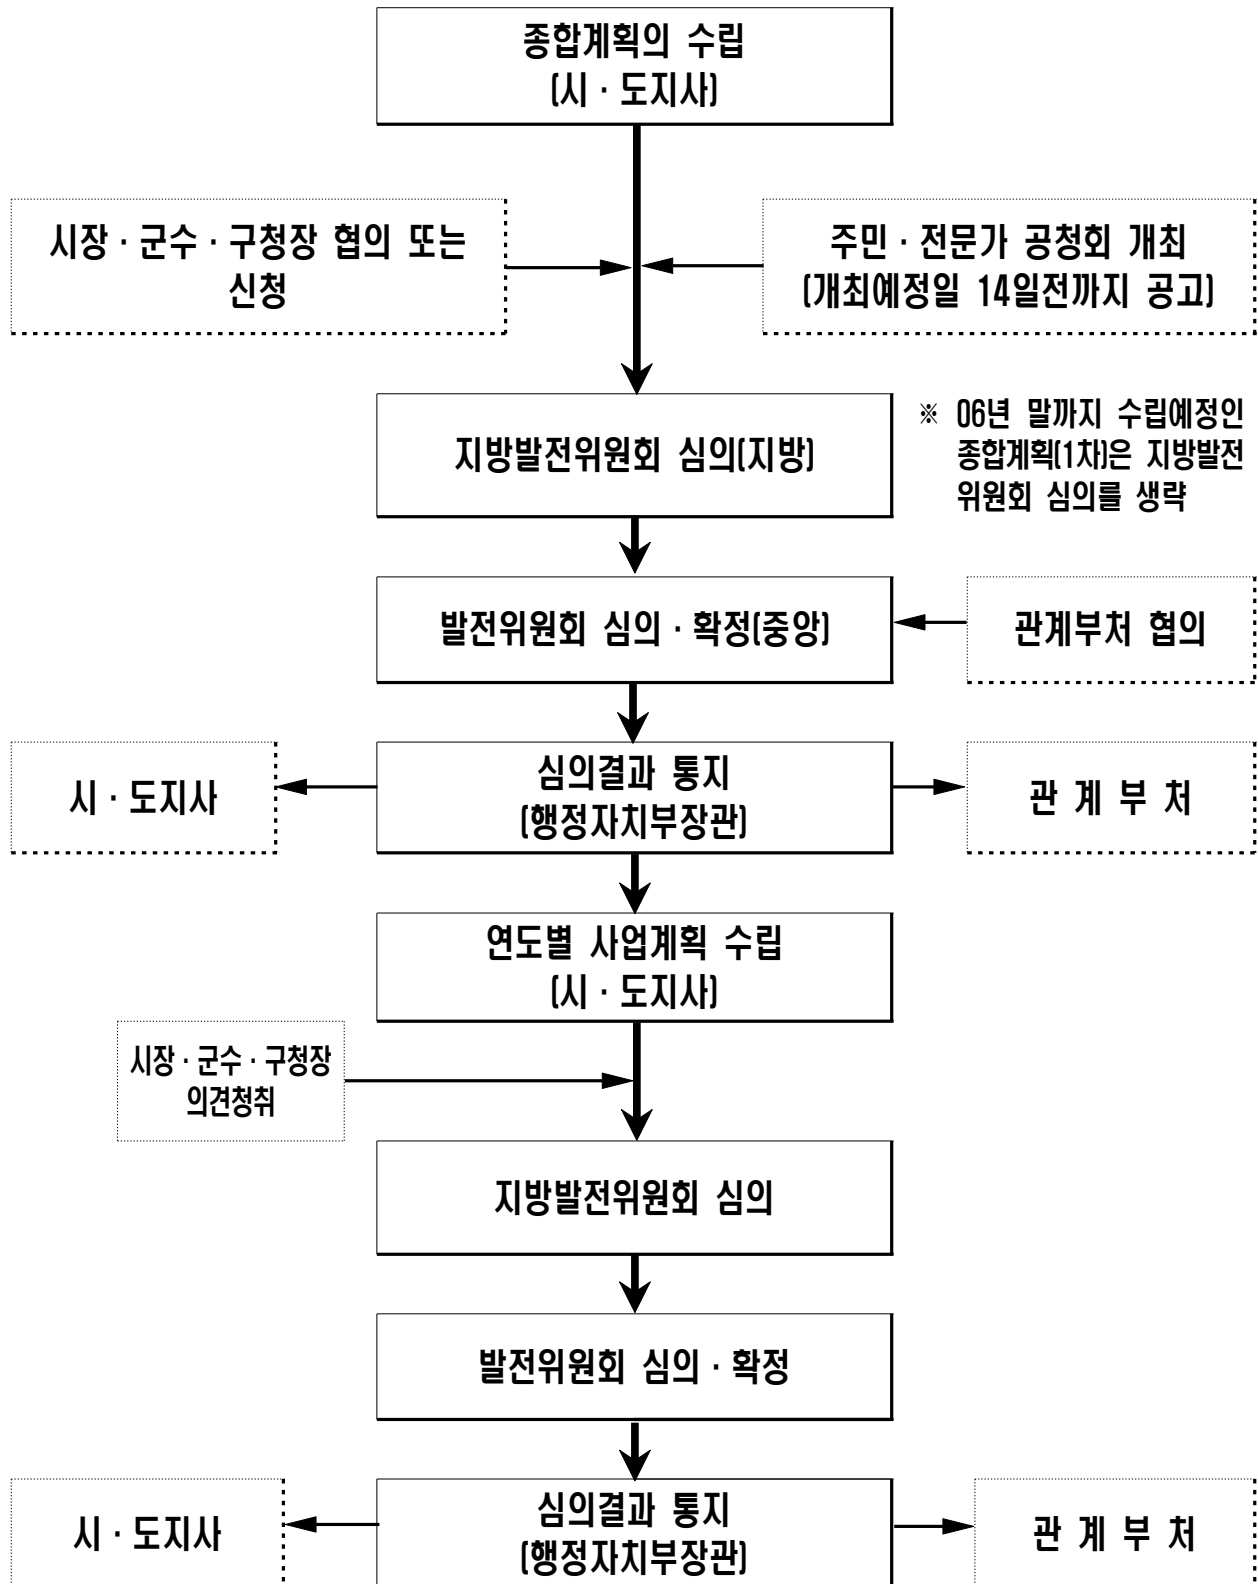 종합계획의 수립
(시·도지사)
시장·군수·구청장 협의 또는
신청
주민·전문가 공청회 개최
(개최예정일 14일전까지 공고)
지방발전위원회 심의(지방)
※ 06년 말까지 수립예정인
종합계획(1차)은 지방발전
위원회 심의를 생략
발전위원회 심의·확정(중앙)
관계부처 협의
시·도지사
심의결과 통지
(행정자치부장관)
관 계 부 처
연도별 사업계획 수립
(시·도지사)
시장·군수·구청장
의견청취
지방발전위원회 심의
발전위원회 심의·확정
시·도지사
심의결과 통지
(행정자치부장관)
관 계 부 처